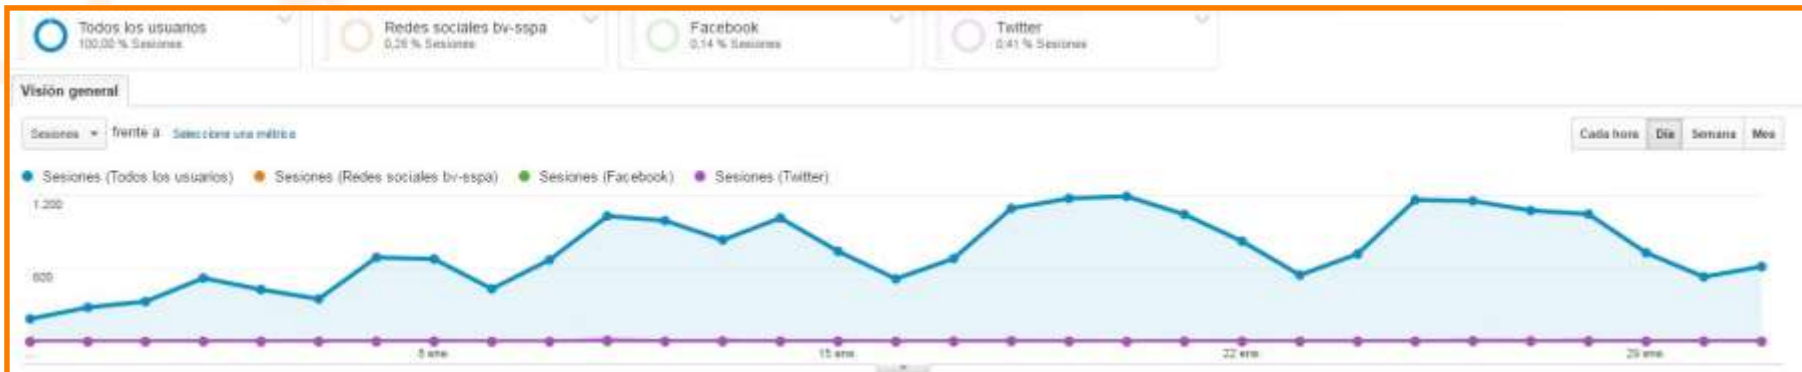 Todos los usuarios
100,00 % Sesiones
Redes sociales bv-sspa
0,26 % Sesiones
Facebook
0,14 % Sesiones
Twitter
0,41 % Sesiones
Visión general
Sesiones frente a Seleccione una métrica
Cada hora Día Semana Mes
Sesiones (Todos los usuarios) Sesiones (Redes sociales bv-sspa) Sesiones (Facebook) Sesiones (Twitter)
1.200
600
... 8 ene. 15 ene. 22 ene. 29 ene.